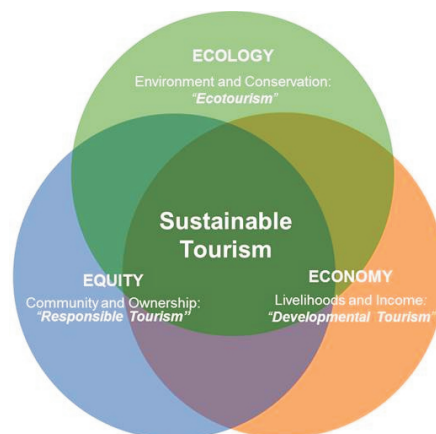 ECOLOGY
Environment and Conservation:
“Ecotourism”
Sustainable
Tourism
EQUITY
Community and Ownership:
“Responsible Tourism”
ECONOMY
Livelihoods and Income:
“Developmental Tourism”